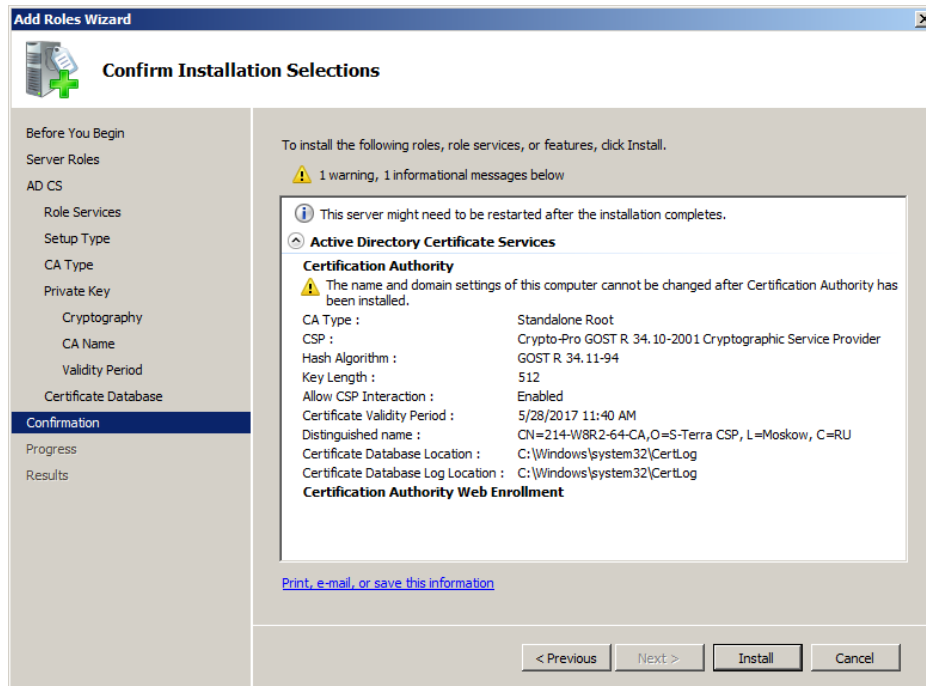 Add Roles Wizard
Confirm Installation Selections
Before You Begin
Server Roles
AD CS
Role Services
Setup Type
CA Type
Private Key
Cryptography
CA Name
Validity Period
Certificate Database
Confirmation
Progress
Results
To install the following roles, role services, or features, click Install.
1 warning, 1 informational messages below
This server might need to be restarted after the installation completes.
Active Directory Certificate Services
Certification Authority
The name and domain settings of this computer cannot be changed after Certification Authority has
been installed.
CA Type : Standalone Root
CSP : Crypto-Pro GOST R 34.10-2001 Cryptographic Service Provider
Hash Algorithm : GOST R 34.11-94
Key Length : 512
Allow CSP Interaction : Enabled
Certificate Validity Period : 5/28/2017 11:40 AM
Distinguished name : CN=214-W8R2-64-CA,O=S-Terra CSP, L=Moskow, C=RU
Certificate Database Location : C:\Windows\system32\CertLog
Certificate Database Log Location : C:\Windows\system32\CertLog
Certification Authority Web Enrollment
Print, e-mail, or save this information
< Previous Next > Install Cancel